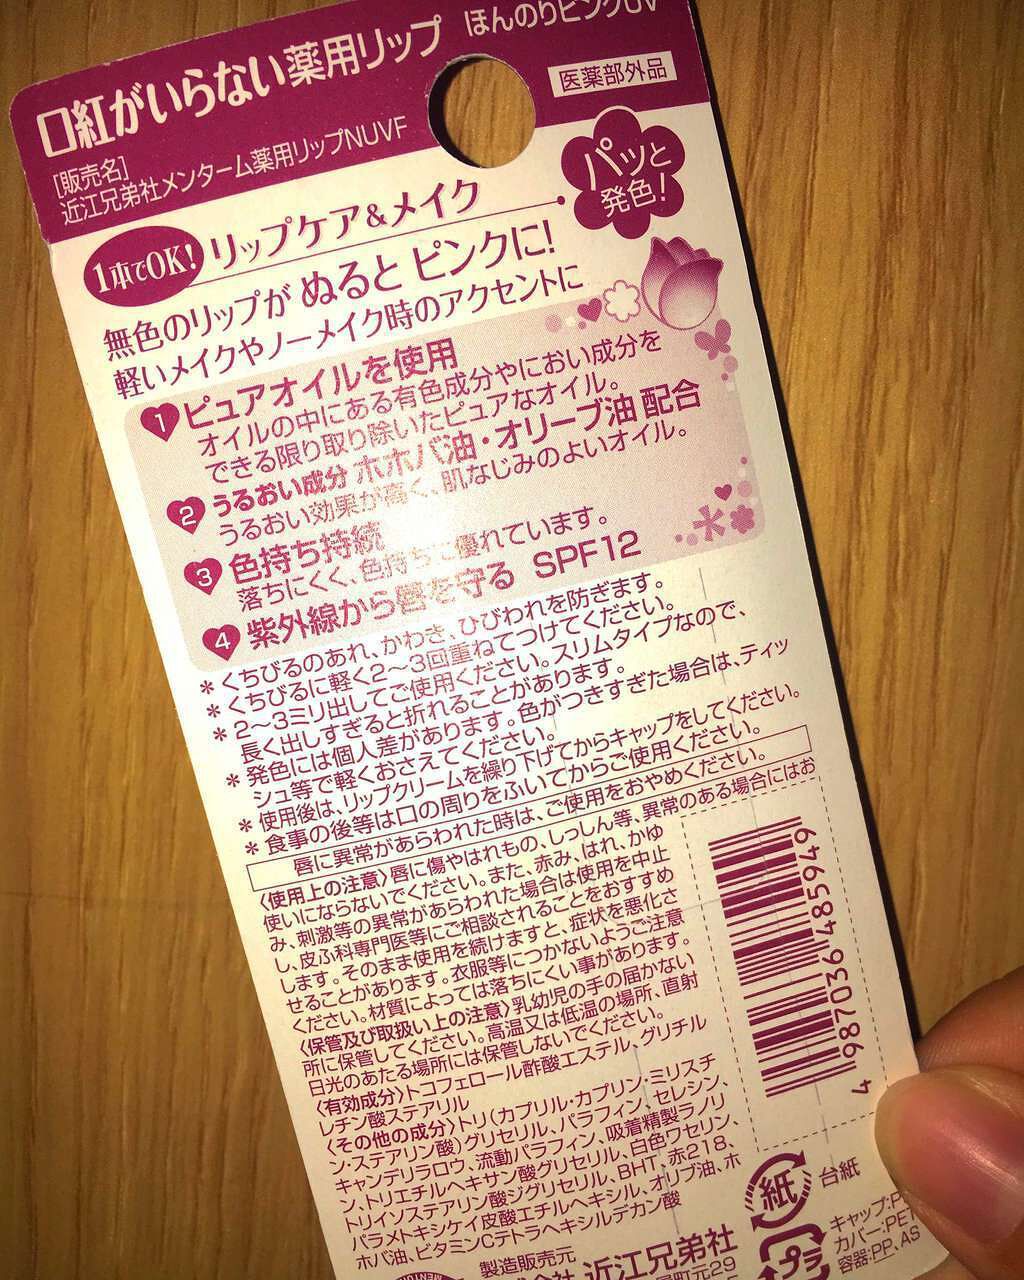 口紅がいらない薬用リップ ほんのりピンクUV
医薬部外品
[販売名]
近江兄弟社メンターム薬用リップNUVF
パッと
発色!
1本でOK! リップケア&メイク
無色のリップが ぬると ピンクに!
軽いメイクやノーメイク時のアクセントに
1 ピュアオイルを使用
オイルの中にある有色成分やにおい成分を
できる限り取り除いたピュアなオイル。
2 うるおい成分 ホホバ油・オリーブ油 配合
うるおい効果が高く、肌なじみのよいオイル。
3 色持ち持続
落ちにくく、色持ちに優れています。
4 紫外線から唇を守る SPF12
*くちびるのあれ、かわき、ひびわれを防ぎます。
*くちびるに軽く2〜3回重ねてつけてください。
*2〜3ミリ出してご使用ください。スリムタイプなので、
長く出しすぎると折れることがあります。
*発色には個人差があります。色がつきすぎた場合は、ティッ
シュ等で軽くおさえてください。
*使用後は、リップクリームを繰り下げてからキャップをしてください。
*食事の後等は口の周りをふいてからご使用ください。
唇に異常があらわれた時は、ご使用をおやめください。
〈使用上の注意〉唇に傷やはれもの、しっしん等、異常のある場合にはお
使いにならないでください。また、赤み、はれ、かゆ
み、刺激等の異常があらわれた場合は使用を中止
し、皮ふ科専門医等にご相談されることをおすすめ
します。そのまま使用を続けますと、症状を悪化さ
せることがあります。衣服等につかないようご注意
ください。材質によっては落ちにくい事があります。
〈保管及び取扱い上の注意〉乳幼児の手の届かない
所に保管してください。高温又は低温の場所、直射
日光のあたる場所には保管しないでください。
〈有効成分〉トコフェロール酢酸エステル、グリチル
レチン酸ステアリル
〈その他の成分〉トリ(カプリル・カプリン・ミリスチ
ン・ステアリン酸)グリセリル、パラフィン、セレシン、
キャンデリラロウ、流動パラフィン、吸着精製ラノリ
ン、トリエチルヘキサン酸グリセリル、白色ワセリン、
トリイソステアリン酸ジグリセリル、BHT、赤218、
パラメトキシケイ皮酸エチルヘキシル、オリブ油、ホ
ホバ油、ビタミンCテトラヘキシルデカン酸
4 987036 485949
紙
台紙
プラ
キャップ:P
カバー:PET
容器:PP、AS
製造販売元
近江兄弟社
元29